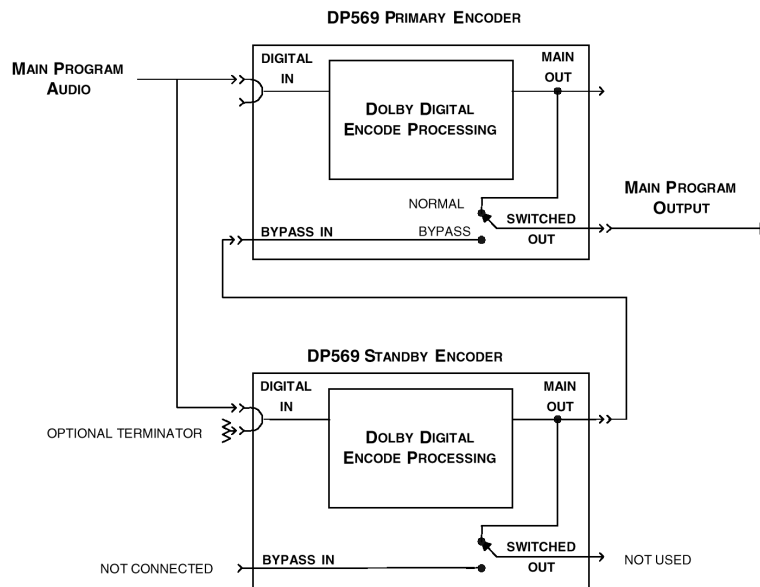 DP569 PRIMARY ENCODER
MAIN PROGRAM
AUDIO
DIGITAL
IN
MAIN
OUT
DOLBY DIGITAL
ENCODE PROCESSING
NORMAL
BYPASS IN
BYPASS
SWITCHED
OUT
MAIN PROGRAM
OUTPUT
DP569 STANDBY ENCODER
DIGITAL
IN
MAIN
OUT
OPTIONAL TERMINATOR
DOLBY DIGITAL
ENCODE PROCESSING
NOT CONNECTED
BYPASS IN
SWITCHED
OUT
NOT USED